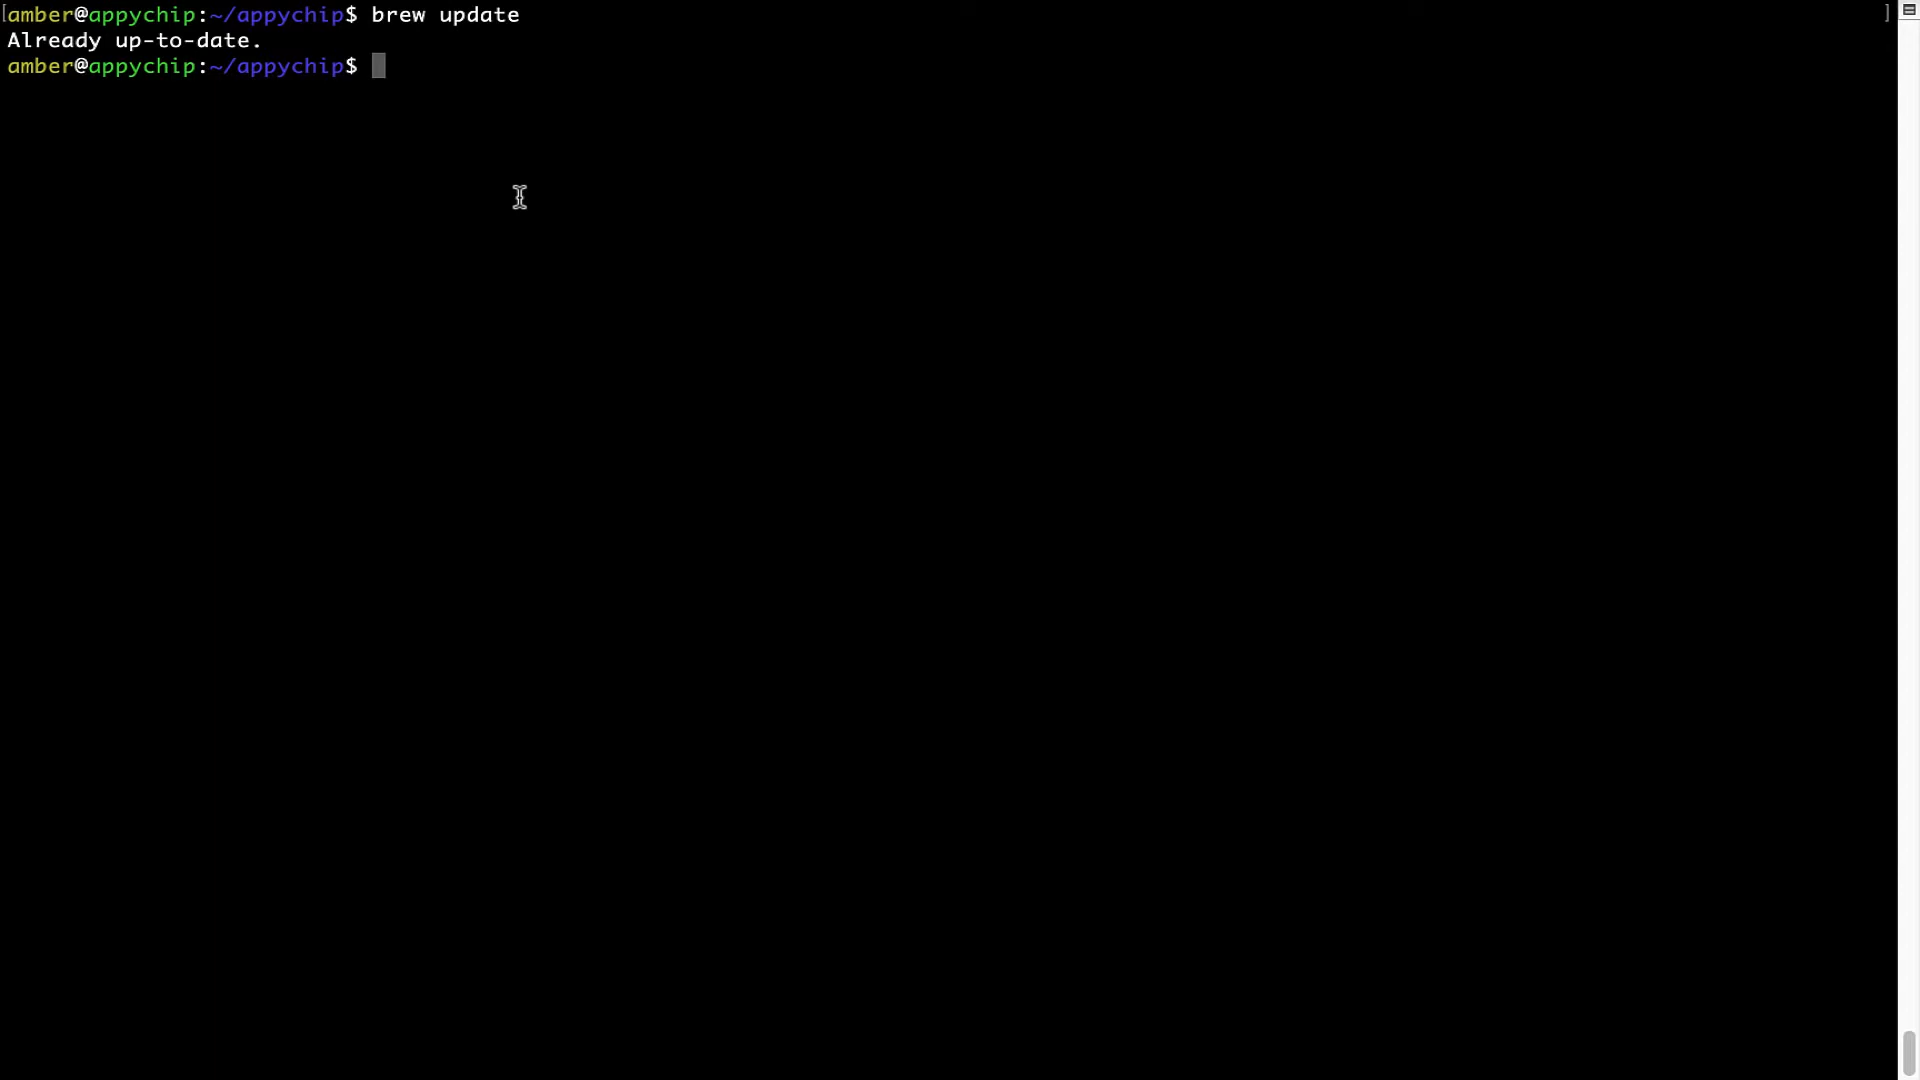 [amber@appychip:~/appychip$ brew update ]
Already up-to-date.
amber@appychip:~/appychip$